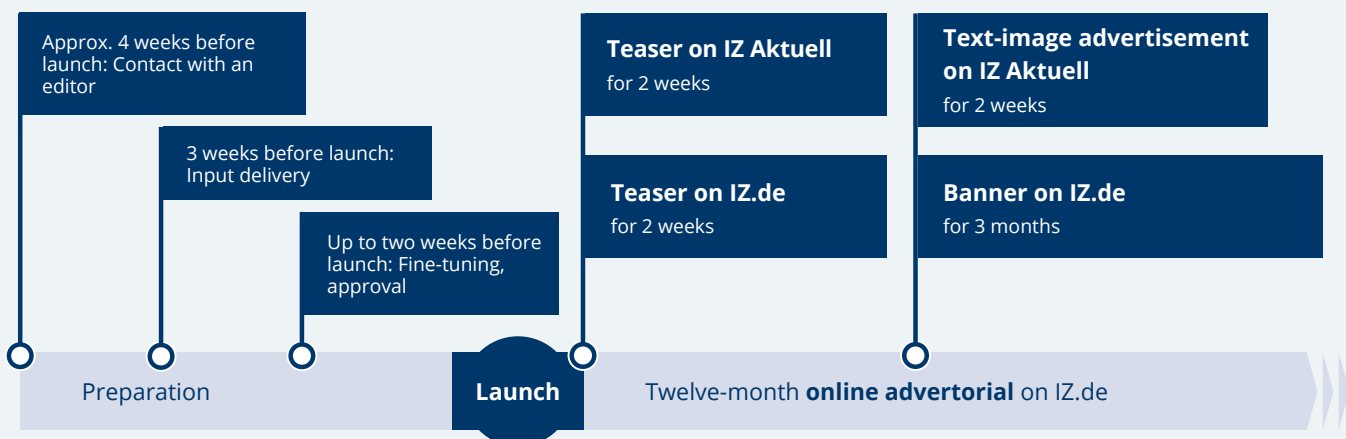 Approx. 4 weeks before
launch: Contact with an
editor
3 weeks before launch:
Input delivery
Up to two weeks before
launch: Fine-tuning,
approval
Teaser on IZ Aktuell
for 2 weeks
Teaser on IZ.de
for 2 weeks
Text-image advertisement
on IZ Aktuell
for 2 weeks
Banner on IZ.de
for 3 months
Preparation
Launch
Twelve-month online advertorial on IZ.de